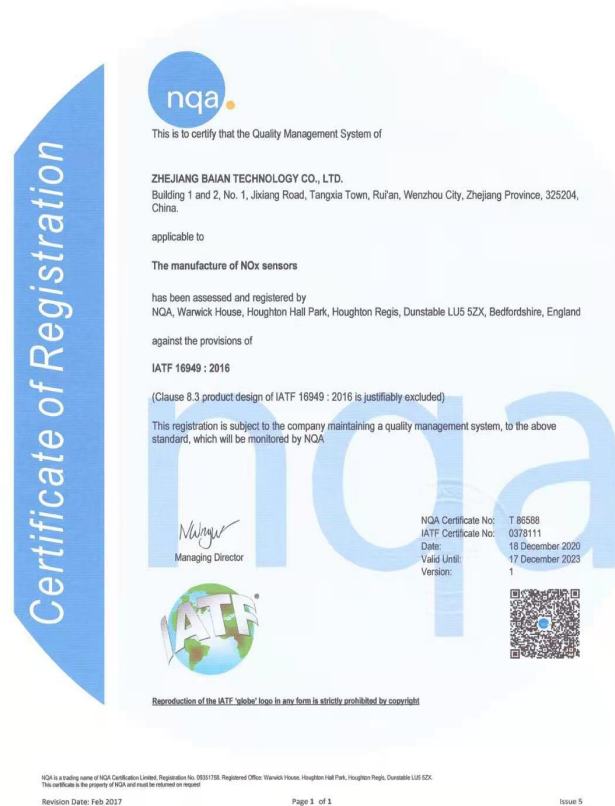 Certificate of Registration
nqa.
This is to certify that the Quality Management System of
ZHEJIANG BAIAN TECHNOLOGY CO., LTD.
Building 1 and 2, No. 1, Jixiang Road, Tangxia Town, Rui'an, Wenzhou City, Zhejiang Province, 325204,
China.
applicable to
The manufacture of NOx sensors
has been assessed and registered by
NQA, Warwick House, Houghton Hall Park, Houghton Regis, Dunstable LU5 5ZX, Bedfordshire, England
against the provisions of
IATF 16949 : 2016
(Clause 8.3 product design of IATF 16949 : 2016 is justifiably excluded)
This registration is subject to the company maintaining a quality management system, to the above
standard, which will be monitored by NQA
nqa
Managing Director
NQA Certificate No: T 86588
IATF Certificate No: 0378111
Date: 18 December 2020
Valid Until: 17 December 2023
Version: 1
IATF
Reproduction of the IATF 'globe' logo in any form is strictly prohibited by copyright
NQA is a trading name of NQA Certification Limited, Registration No. 09351758. Registered Office: Warwick House, Houghton Hall Park, Houghton Regis, Dunstable LU5 5ZX.
This certificate is the property of NQA and must be returned on request
Revision Date: Feb 2017 Page 1 of 1 Issue 5